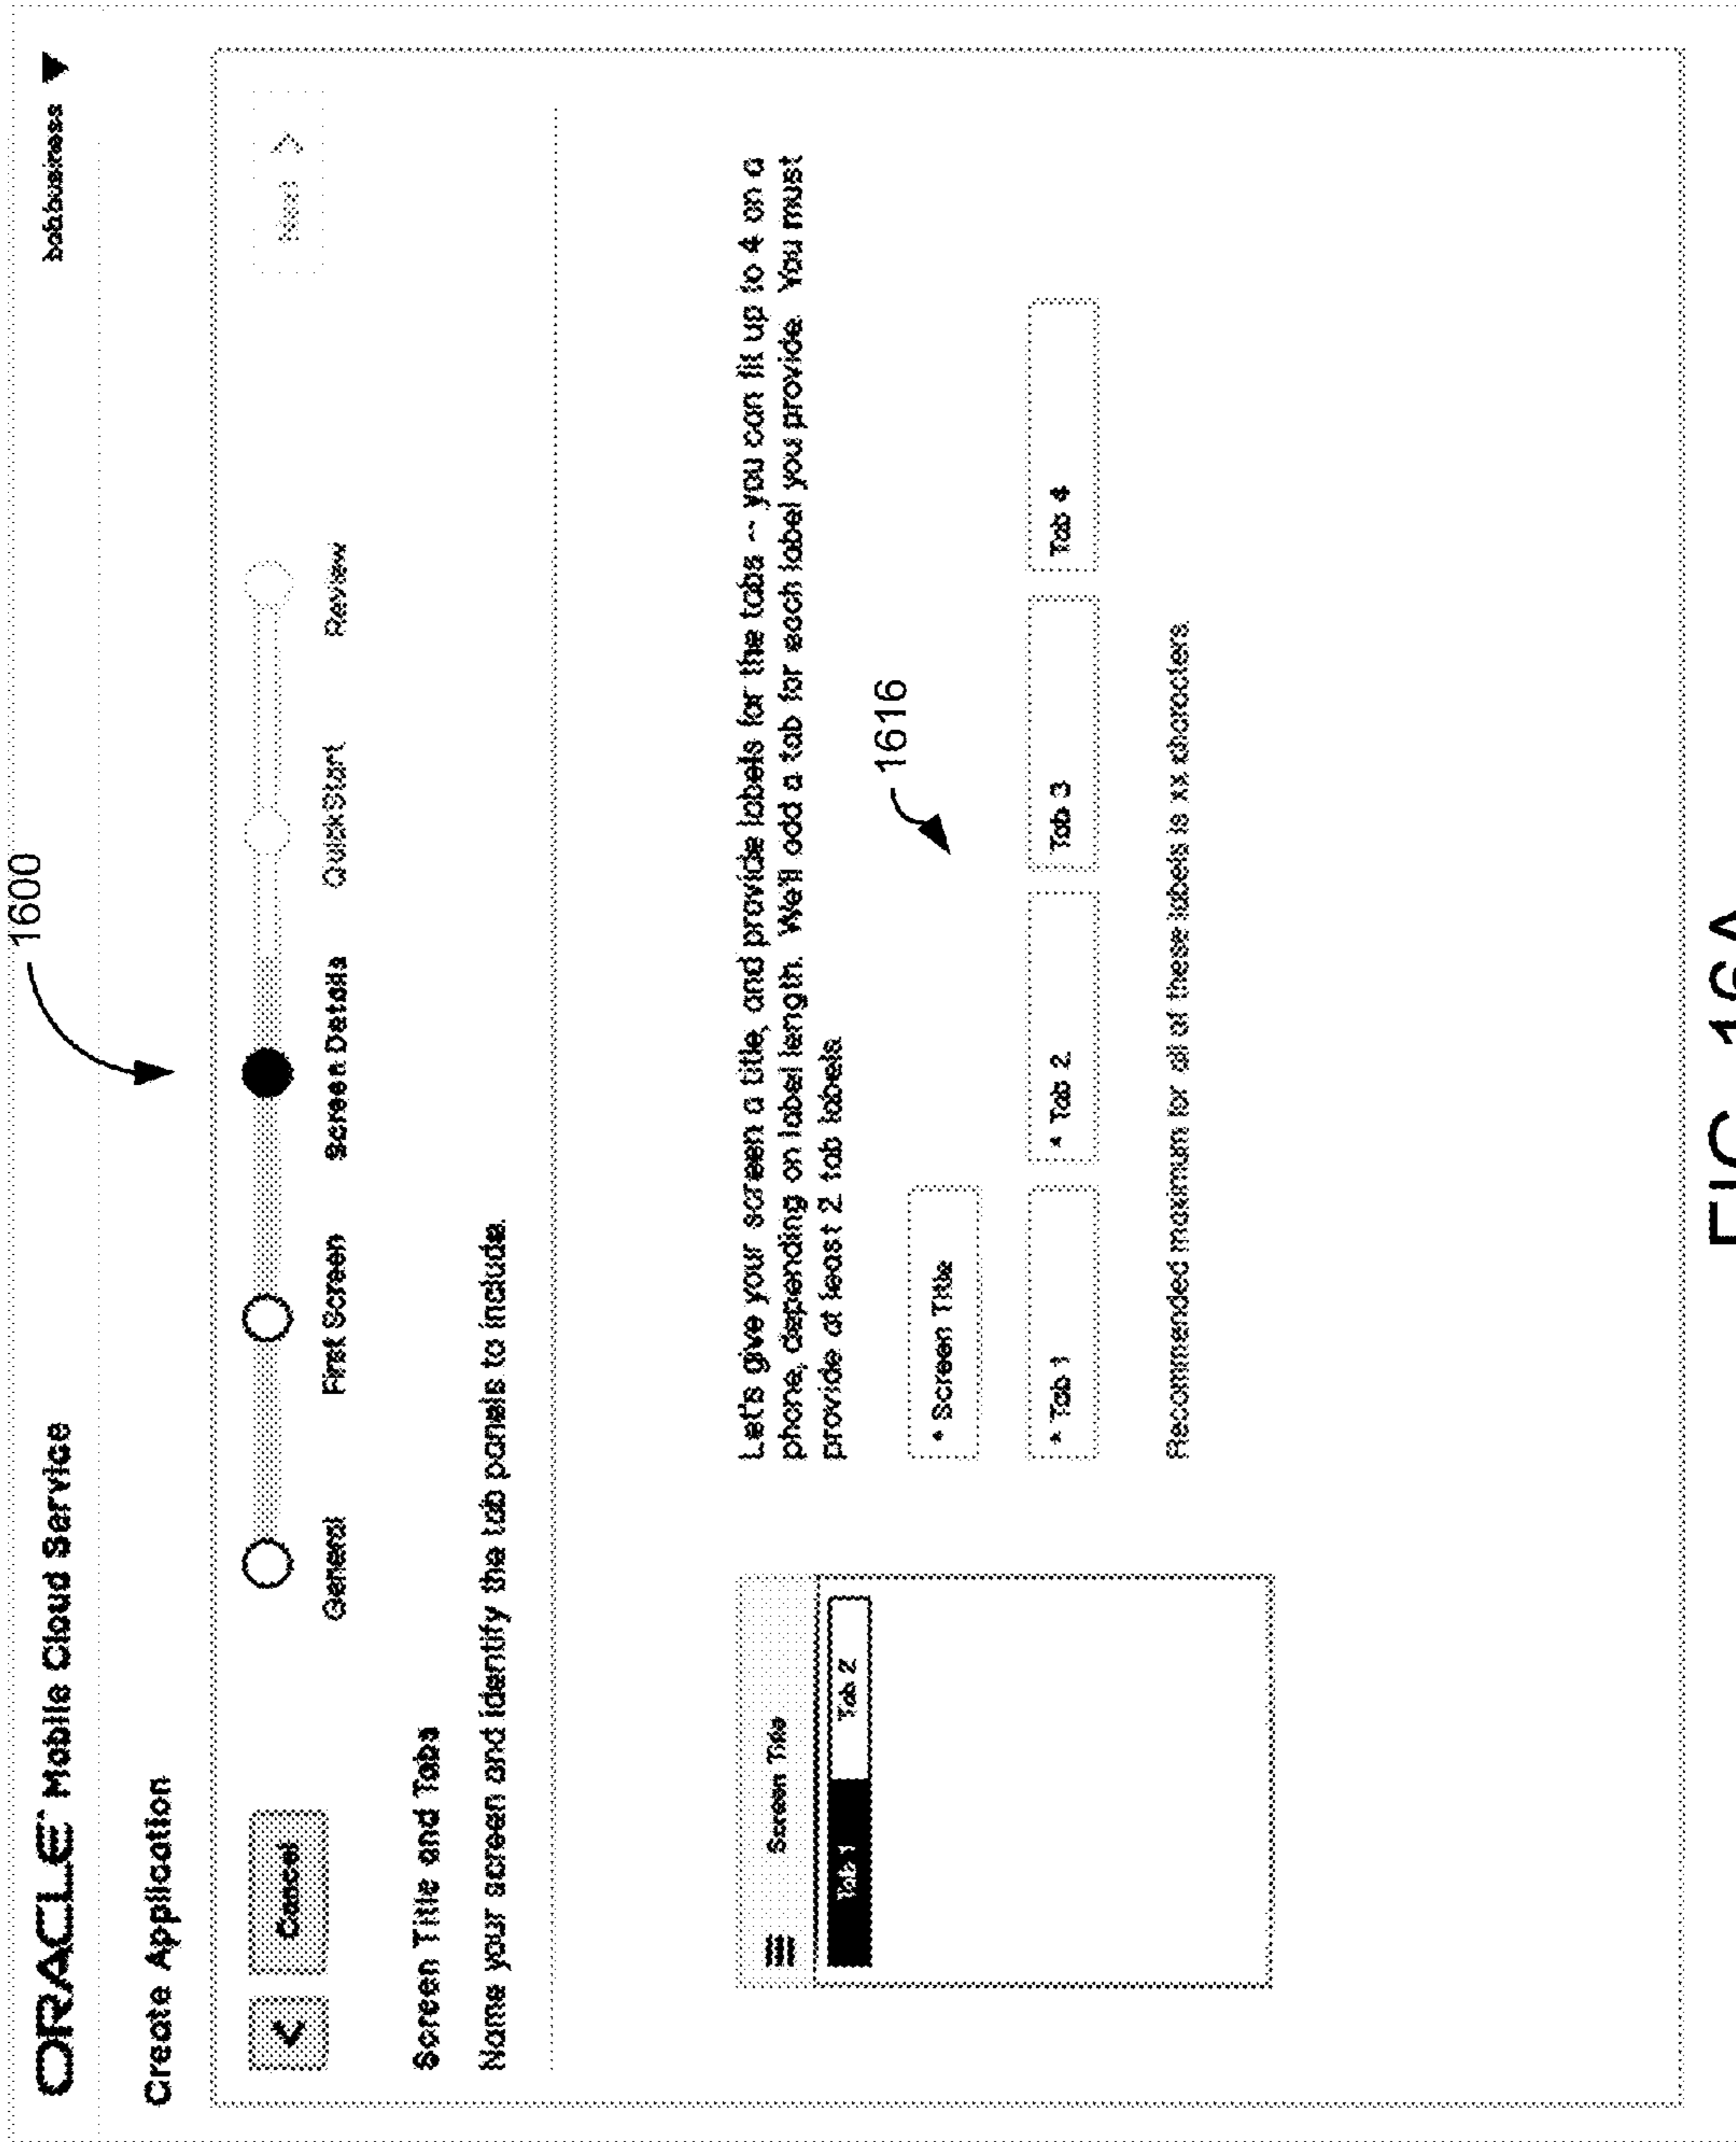 1600
ORACLE Mobile Cloud Service
bobbusiness
Create Application
Cancel
Next
General
First Screen
Screen Details
QuickStart
Review
Screen Title and Tabs
Name your screen and identify the tab panels to include.
Let's give your screen a title, and provide labels for the tabs -- you can fit up to 4 on a
phone, depending on label length. We'll add a tab for each label you provide. You must
provide at least 2 tab labels.
Screen Title
Tab 1
Tab 2
1616
* Screen Title
* Tab 1
* Tab 2
Tab 3
Tab 4
Recommended maximum for all of these labels is xx characters.
FIG. 16A